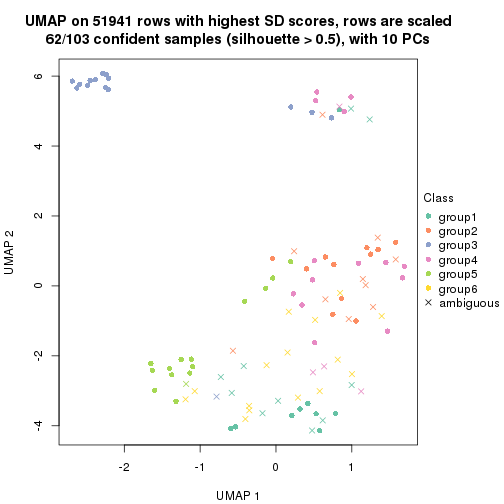 UMAP on 51941 rows with highest SD scores, rows are scaled
62/103 confident samples (silhouette > 0.5), with 10 PCs
6
4
2
0
-2
-4
UMAP 2
-2
-1
0
1
UMAP 1
Class
group1
group2
group3
group4
group5
group6
ambiguous